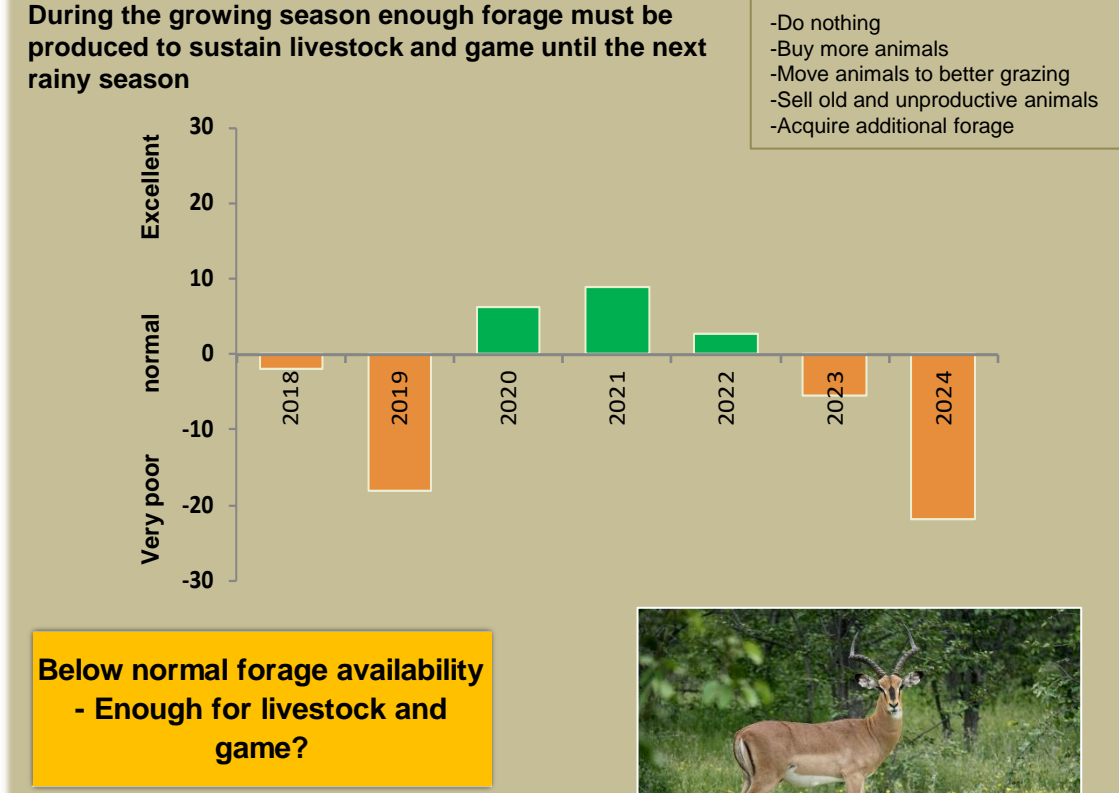 During the growing season enough forage must be
produced to sustain livestock and game until the next
rainy season
-Do nothing
-Buy more animals
-Move animals to better grazing
-Sell old and unproductive animals
-Acquire additional forage
Excellent
normal
Very poor
30
20
10
0
-10
-20
-30
2018
2019
2020
2021
2022
2023
2024
Below normal forage availability
- Enough for livestock and
game?